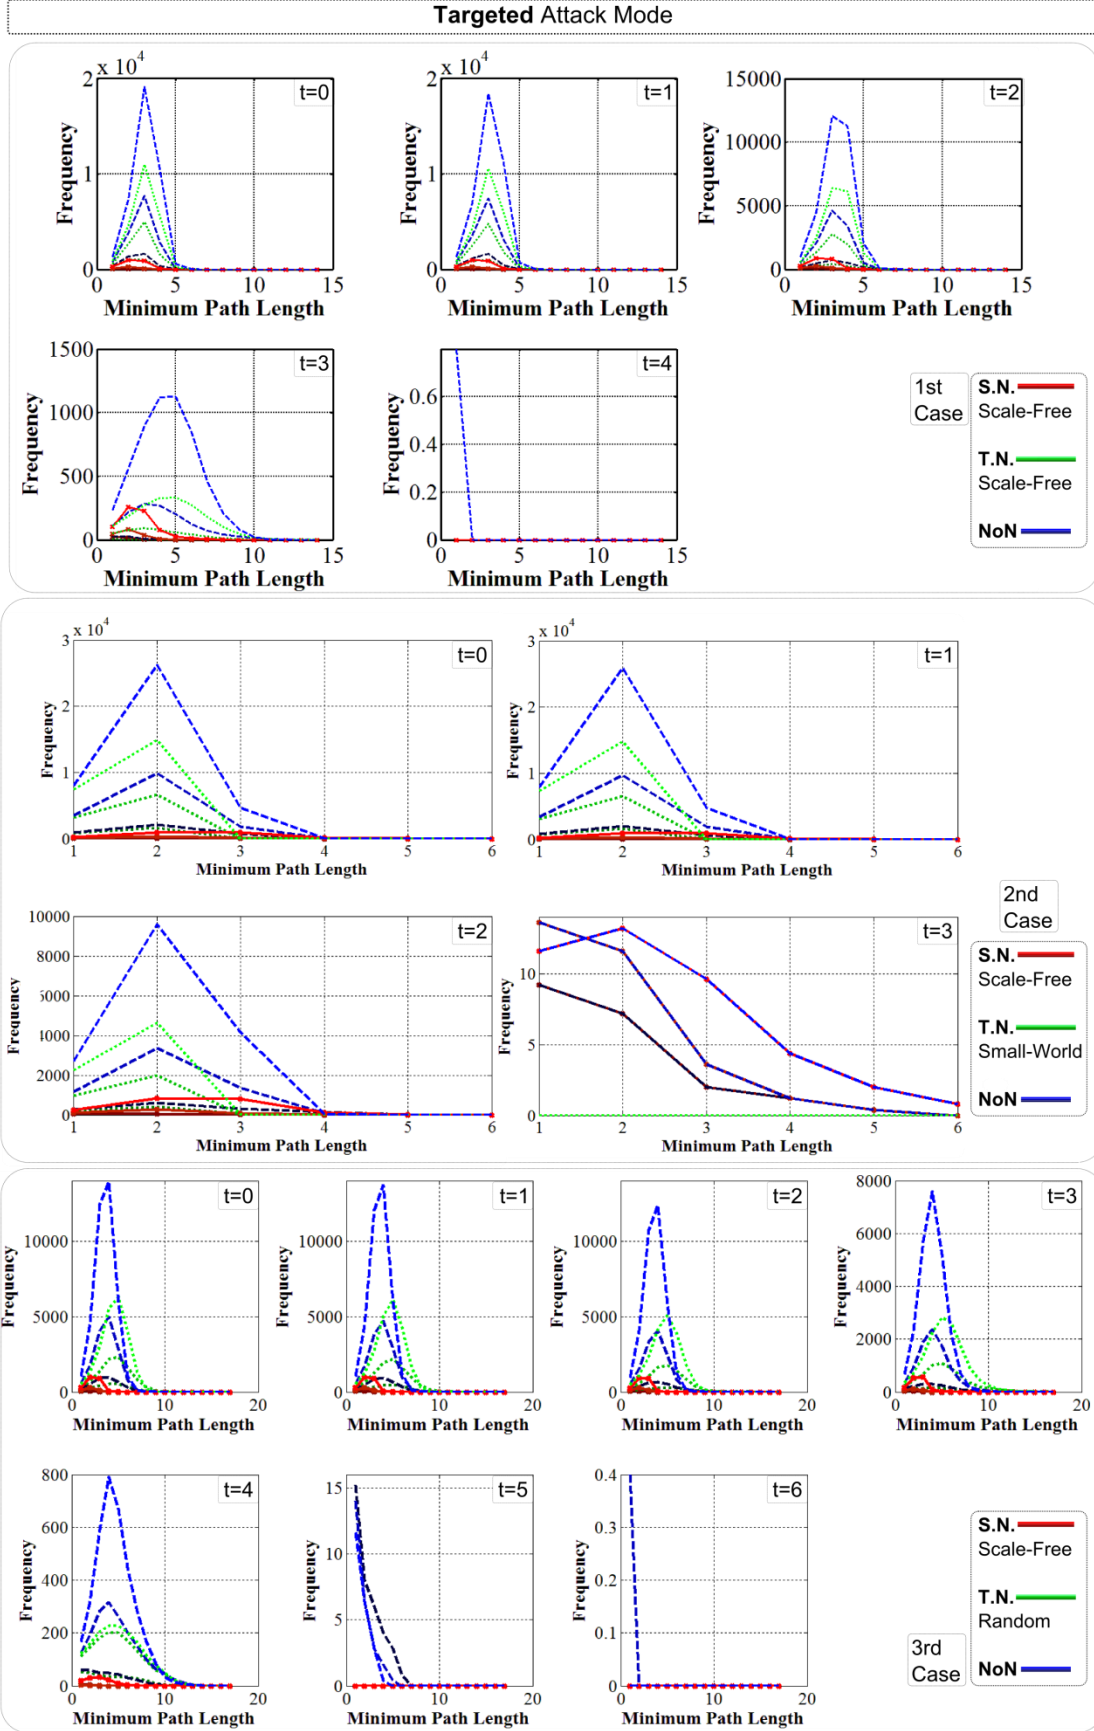 Targeted Attack Mode
x 10^4
2
1
0
Frequency
0 5 10 15
Minimum Path Length
t=0
x 10^4
2
1
0
Frequency
0 5 10 15
Minimum Path Length
t=1
15000
10000
5000
0
Frequency
0 5 10 15
Minimum Path Length
t=2
1500
1000
500
0
Frequency
0 5 10 15
Minimum Path Length
t=3
0.6
0.4
0.2
0
Frequency
0 5 10 15
Minimum Path Length
t=4
1st
Case
S.N.
Scale-Free
T.N.
Scale-Free
NoN
x 10^4
3
2
1
0
Frequency
1 2 3 4 5 6
Minimum Path Length
t=0
x 10^4
3
2
1
0
Frequency
1 2 3 4 5 6
Minimum Path Length
t=1
10000
8000
6000
4000
2000
0
Frequency
1 2 3 4 5 6
Minimum Path Length
t=2
10
5
0
Frequency
1 2 3 4 5 6
Minimum Path Length
t=3
2nd
Case
S.N.
Scale-Free
T.N.
Small-World
NoN
10000
5000
0
Frequency
0 10 20
Minimum Path Length
t=0
10000
5000
0
Frequency
0 10 20
Minimum Path Length
t=1
10000
5000
0
Frequency
0 10 20
Minimum Path Length
t=2
8000
6000
4000
2000
0
Frequency
0 10 20
Minimum Path Length
t=3
800
600
400
200
0
Frequency
0 10 20
Minimum Path Length
t=4
15
10
5
0
Frequency
0 10 20
Minimum Path Length
t=5
0.4
0.3
0.2
0.1
0
Frequency
0 10 20
Minimum Path Length
t=6
S.N.
Scale-Free
T.N.
Random
3rd
Case
NoN